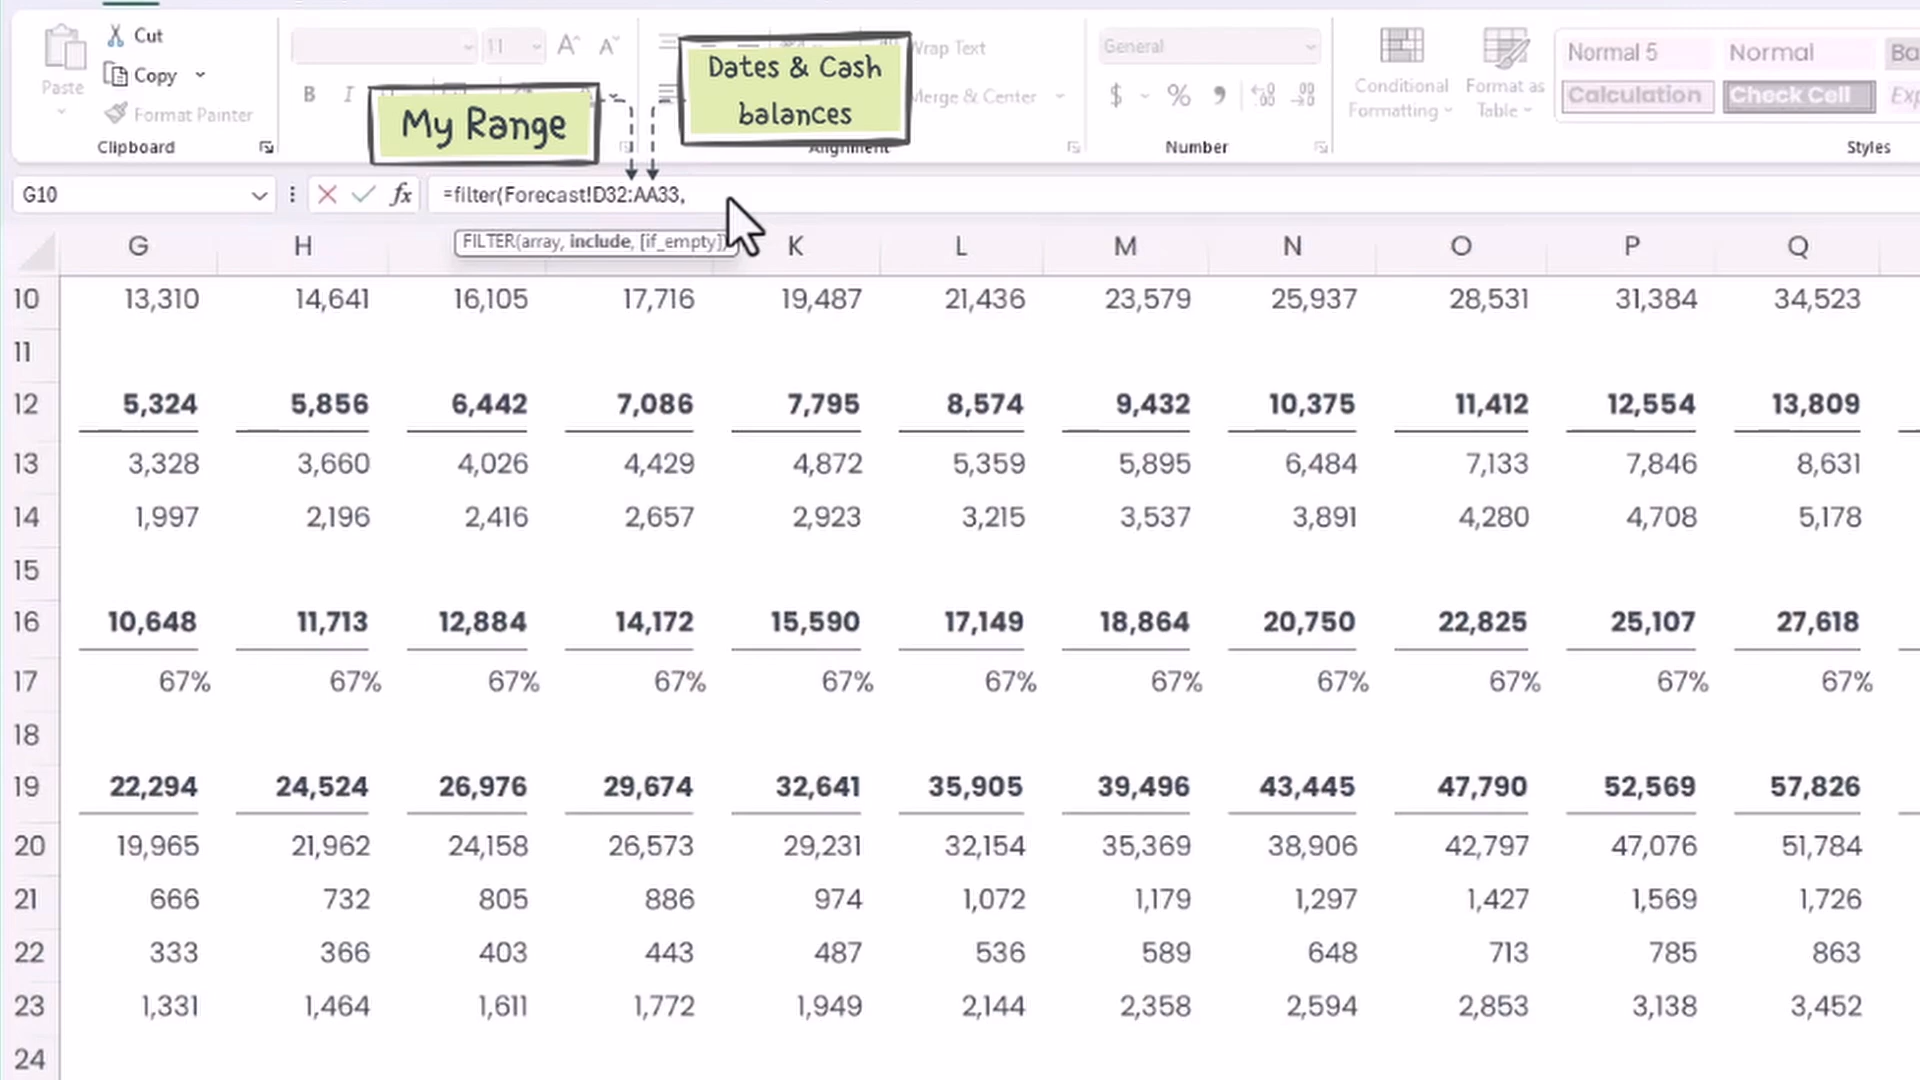 Cut
Copy
Paste
Format Painter
Clipboard
11
B I
My Range
Dates & Cash
balances
Wrap Text
Merge & Center
Alignment
General
$ % 9
Number
Conditional
Formatting
Format as
Table
Normal 5 Normal Ba
Calculation Check Cell Exp
Styles
G10
fx
=filter(Forecast!D32:AA33,
FILTER(array, include, [if_empty])
G H K L M N O P Q
10 13,310 14,641 16,105 17,716 19,487 21,436 23,579 25,937 28,531 31,384 34,523
11
12 5,324 5,856 6,442 7,086 7,795 8,574 9,432 10,375 11,412 12,554 13,809
13 3,328 3,660 4,026 4,429 4,872 5,359 5,895 6,484 7,133 7,846 8,631
14 1,997 2,196 2,416 2,657 2,923 3,215 3,537 3,891 4,280 4,708 5,178
15
16 10,648 11,713 12,884 14,172 15,590 17,149 18,864 20,750 22,825 25,107 27,618
17 67% 67% 67% 67% 67% 67% 67% 67% 67% 67% 67%
18
19 22,294 24,524 26,976 29,674 32,641 35,905 39,496 43,445 47,790 52,569 57,826
20 19,965 21,962 24,158 26,573 29,231 32,154 35,369 38,906 42,797 47,076 51,784
21 666 732 805 886 974 1,072 1,179 1,297 1,427 1,569 1,726
22 333 366 403 443 487 536 589 648 713 785 863
23 1,331 1,464 1,611 1,772 1,949 2,144 2,358 2,594 2,853 3,138 3,452
24